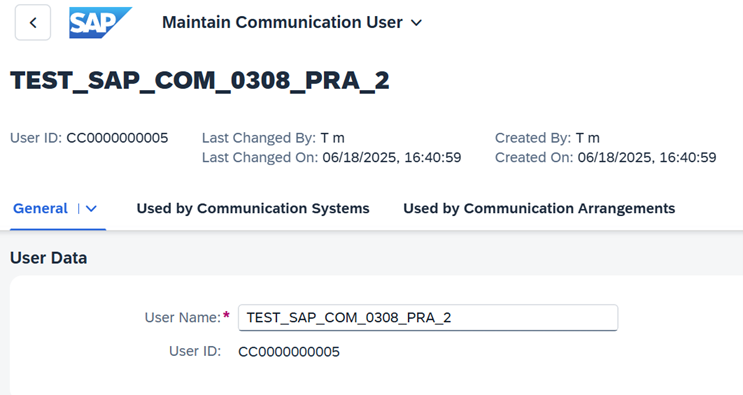 SAP Maintain Communication User
TEST_SAP_COM_0308_PRA_2
User ID: CC0000000005 Last Changed By: T m Created By: T m
Last Changed On: 06/18/2025, 16:40:59 Created On: 06/18/2025, 16:40:59
General Used by Communication Systems Used by Communication Arrangements
User Data
User Name:* TEST_SAP_COM_0308_PRA_2
User ID: CC0000000005